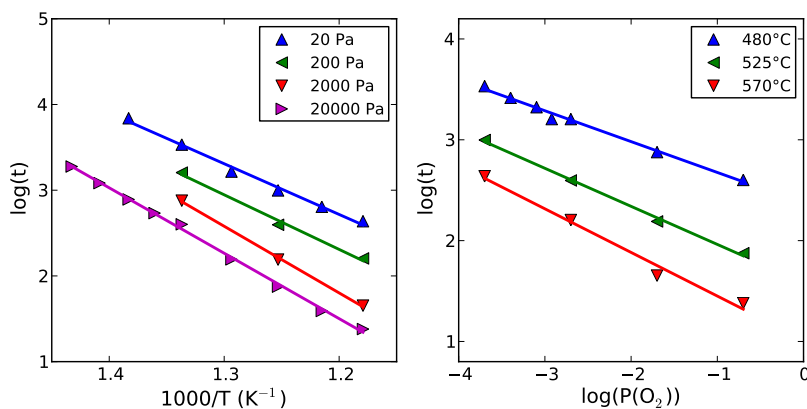 5
4
3
2
1
log(t)
1.4
1.3
1.2
1000/T (K⁻¹)
20 Pa
200 Pa
2000 Pa
20000 Pa
4
3
2
1
log(t)
−4
−3
−2
−1
0
log(P(O₂))
480°C
525°C
570°C